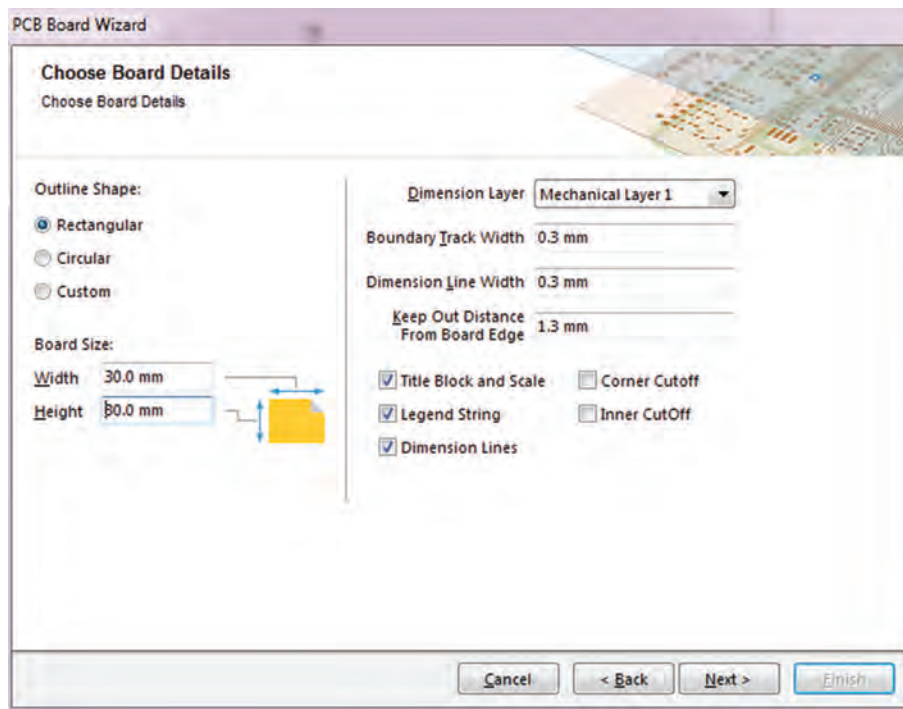 PCB Board Wizard
Choose Board Details
Choose Board Details
Outline Shape:
Rectangular
Circular
Custom
Board Size:
Width 30.0 mm
Height 30.0 mm
Dimension Layer Mechanical Layer 1
Boundary Track Width 0.3 mm
Dimension Line Width 0.3 mm
Keep Out Distance
From Board Edge 1.3 mm
Title Block and Scale Corner Cutoff
Legend String Inner CutOff
Dimension Lines
Cancel < Back Next > Finish